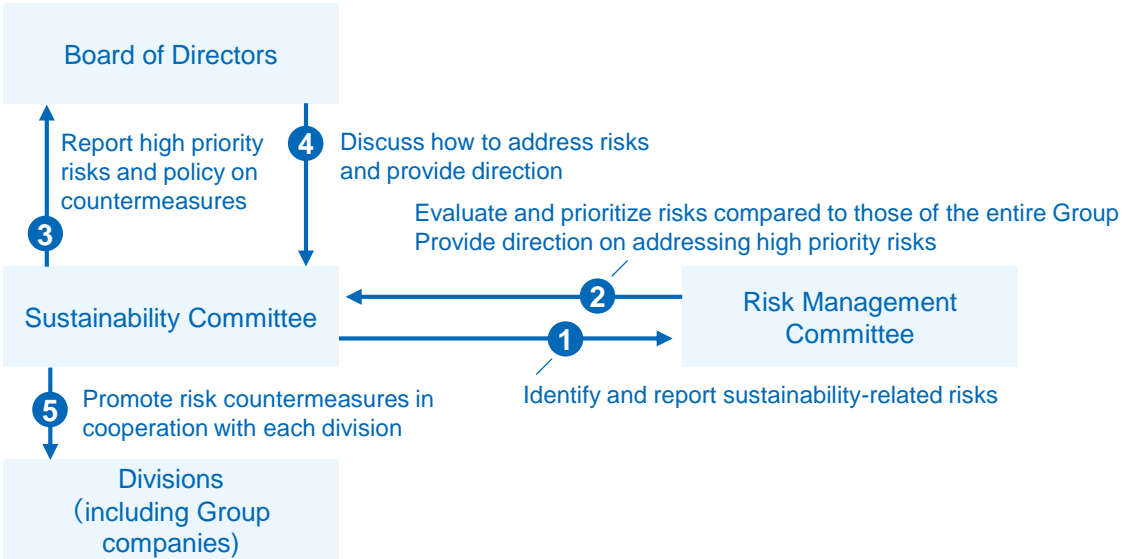 Board of Directors
Report high priority
risks and policy on
countermeasures
3
4
Discuss how to address risks
and provide direction
Evaluate and prioritize risks compared to those of the entire Group
Provide direction on addressing high priority risks
2
Sustainability Committee
Risk Management
Committee
1
Identify and report sustainability-related risks
5
Promote risk countermeasures in
cooperation with each division
Divisions
（including Group
companies)